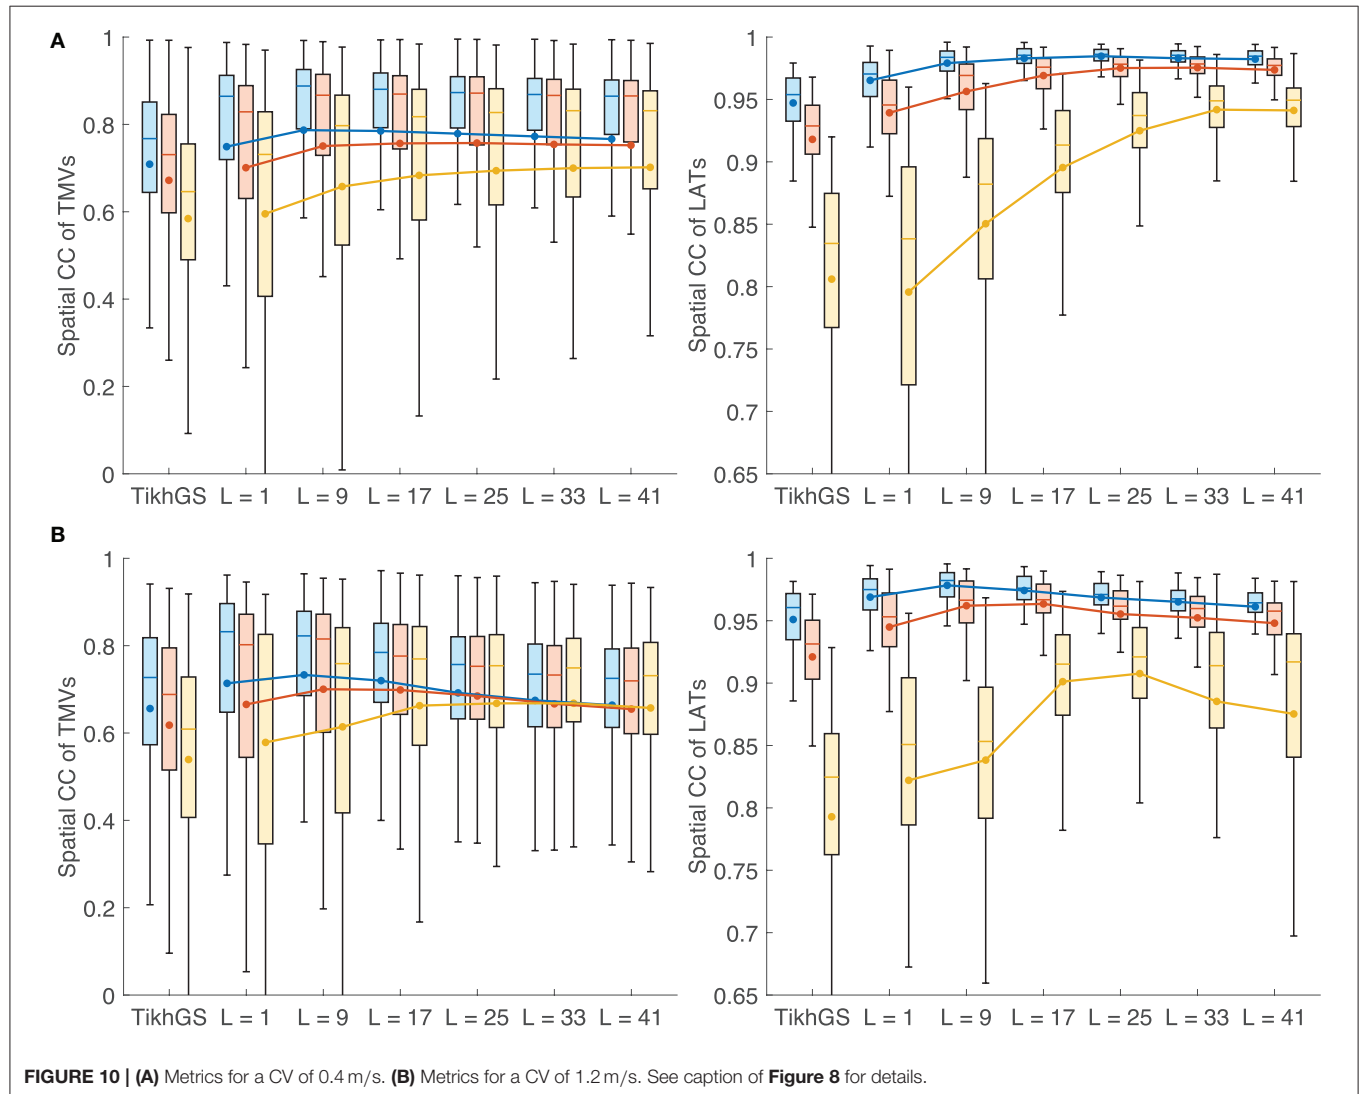 A
Spatial CC of TMVs
1
0.8
0.6
0.4
0.2
0
TikhGS L = 1 L = 9 L = 17 L = 25 L = 33 L = 41
Spatial CC of LATs
1
0.95
0.9
0.85
0.8
0.75
0.7
0.65
TikhGS L = 1 L = 9 L = 17 L = 25 L = 33 L = 41
B
Spatial CC of TMVs
1
0.8
0.6
0.4
0.2
0
TikhGS L = 1 L = 9 L = 17 L = 25 L = 33 L = 41
Spatial CC of LATs
1
0.95
0.9
0.85
0.8
0.75
0.7
0.65
TikhGS L = 1 L = 9 L = 17 L = 25 L = 33 L = 41
FIGURE 10 | (A) Metrics for a CV of 0.4 m/s. (B) Metrics for a CV of 1.2 m/s. See caption of Figure 8 for details.